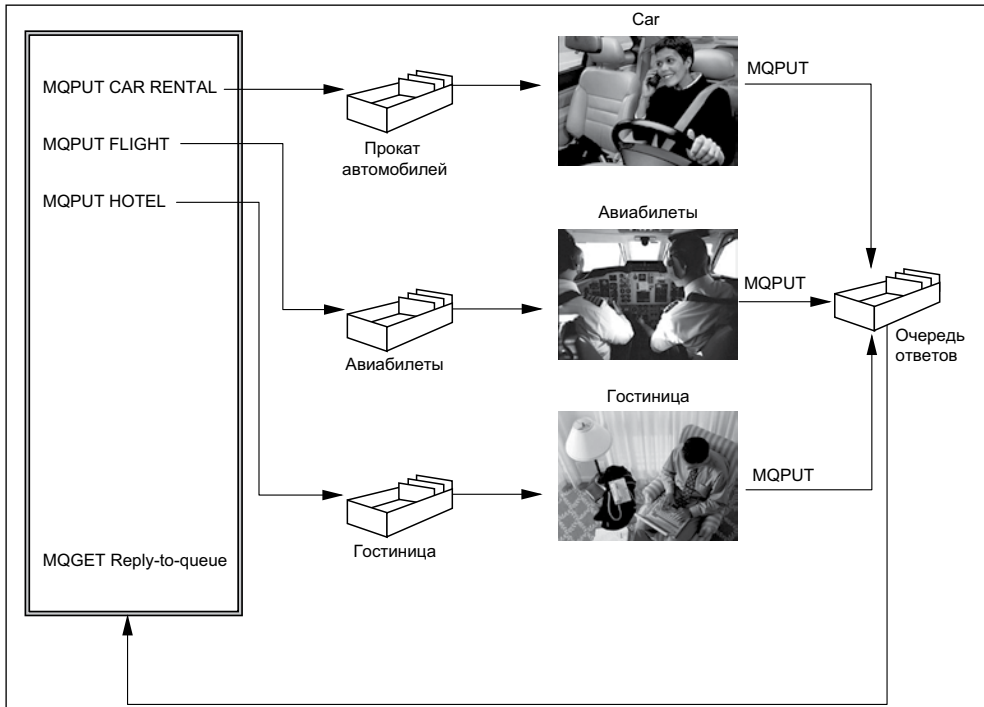 Car
MQPUT CAR RENTAL
MQPUT
Прокат
автомобилей
MQPUT FLIGHT
MQPUT HOTEL
Авиабилеты
MQPUT
Авиабилеты
Очередь
ответов
Гостиница
MQPUT
Гостиница
MQGET Reply-to-queue